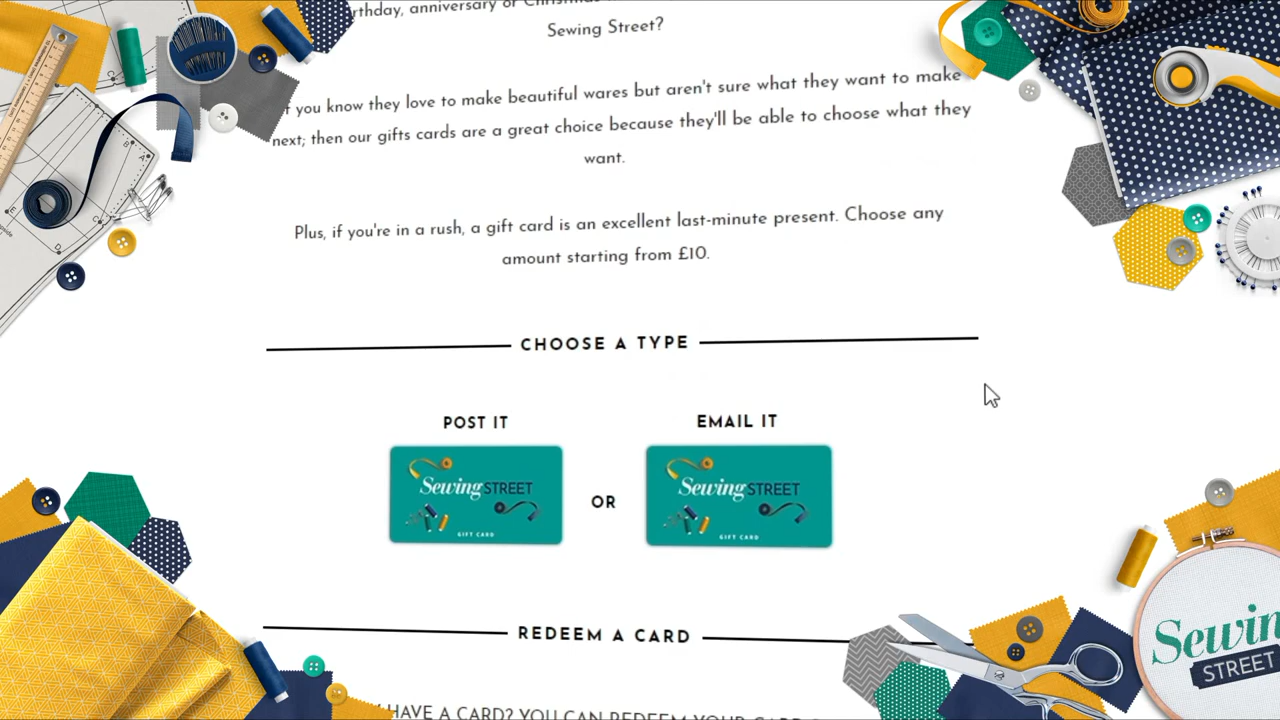 anniversary or
Sewing Street?
you know they love to make beautiful wares but aren't sure what they want to make
next; then our gifts cards are a great choice because they'll be able to choose what they
want.
Plus, if you're in a rush, a gift card is an excellent last-minute present. Choose any
amount starting from £10.
CHOOSE A TYPE
POST IT
EMAIL IT
Sewing STREET
GIFT CARD
OR
Sewing STREET
GIFT CARD
REDEEM A CARD
HAVE A CARD? YOU CAN REDEEM YOUR CARD
STREET